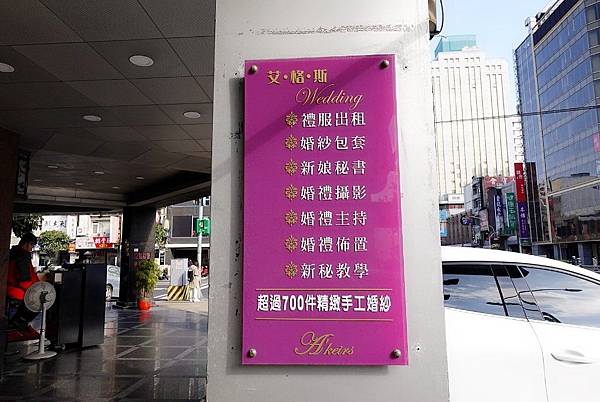 艾·格·斯
Wedding
禮服出租
婚紗包套
新娘秘書
婚禮攝影
婚禮主持
婚禮佈置
新秘教學
超過700件精緻手工婚紗
Akeirs